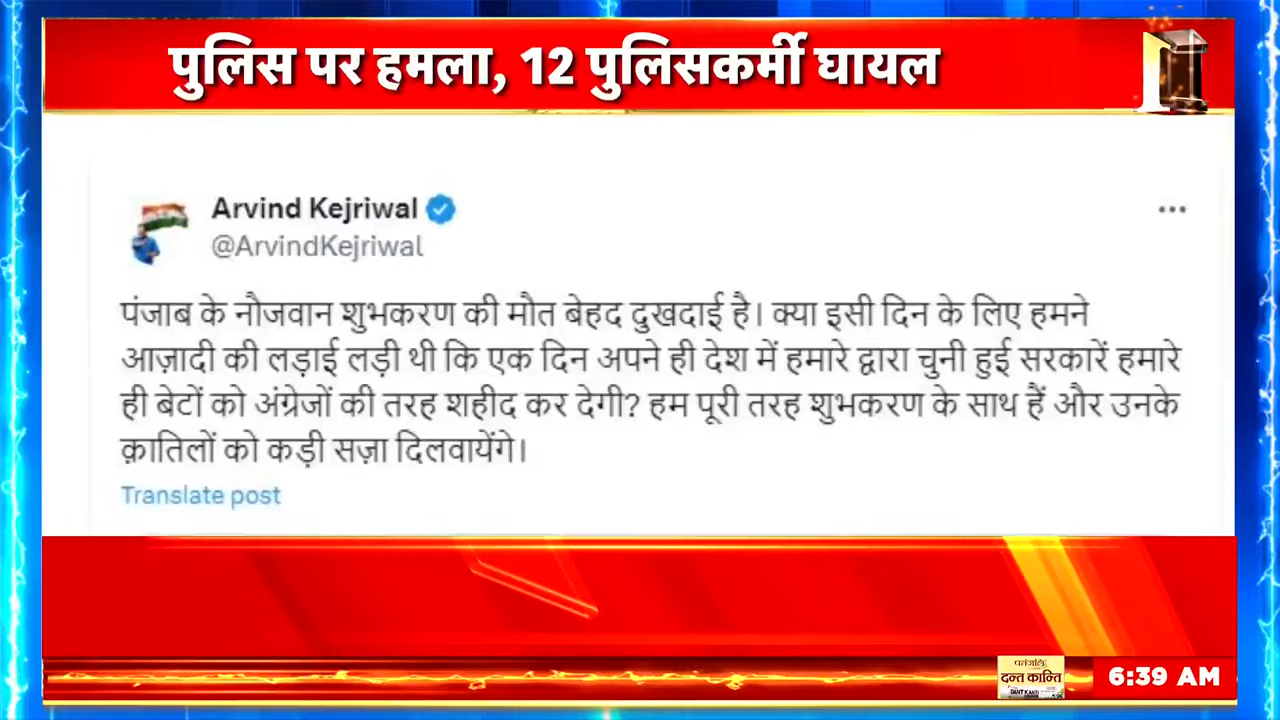 पुलिस पर हमला, 12 पुलिसकर्मी घायल
Arvind Kejriwal
@ArvindKejriwal
पंजाब के नौजवान शुभकरण की मौत बेहद दुखदाई है। क्या इसी दिन के लिए हमने
आज़ादी की लड़ाई लड़ी थी कि एक दिन अपने ही देश में हमारे द्वारा चुनी हुई सरकारें हमारे
ही बेटों को अंग्रेजों की तरह शहीद कर देगी? हम पूरी तरह शुभकरण के साथ हैं और उनके
क़ातिलों को कड़ी सज़ा दिलवायेंगे।
Translate post
पतंजलि
दन्त कान्ति
DANT KANTI
6:39 AM